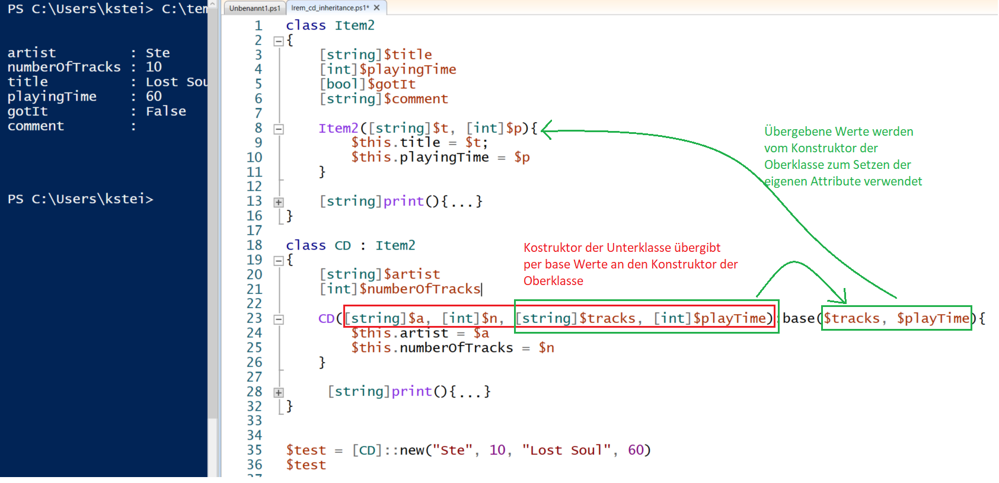 PS C:\Users\kstei> C:\tem
artist : Ste
numberOfTracks : 10
title : Lost Sou
playingTime : 60
gotIt : False
comment :
PS C:\Users\kstei>
Unbenannt1.ps1 Irem_cd_inheritance.ps1* X
1 class Item2
2 {
3 [string]$title
4 [int]$playingTime
5 [bool]$gotIt
6 [string]$comment
7
8 Item2([string]$t, [int]$p){
9 $this.title = $t;
10 $this.playingTime = $p
11 }
12
13 [string]print(){...}
16 }
17
18 class CD : Item2
19 {
20 [string]$artist
21 [int]$numberOfTracks
22
23 CD([string]$a, [int]$n, [string]$tracks, [int]$playTime):base($tracks, $playTime){
24 $this.artist = $a
25 $this.numberOfTracks = $n
26 }
27
28 [string]print(){...}
32 }
33
34
35 $test = [CD]::new("Ste", 10, "Lost Soul", 60)
36 $test
37
Übergebene Werte werden
vom Konstruktor der
Oberklasse zum Setzen der
eigenen Attribute verwendet
Kostruktor der Unterklasse übergibt
per base Werte an den Konstruktor der
Oberklasse